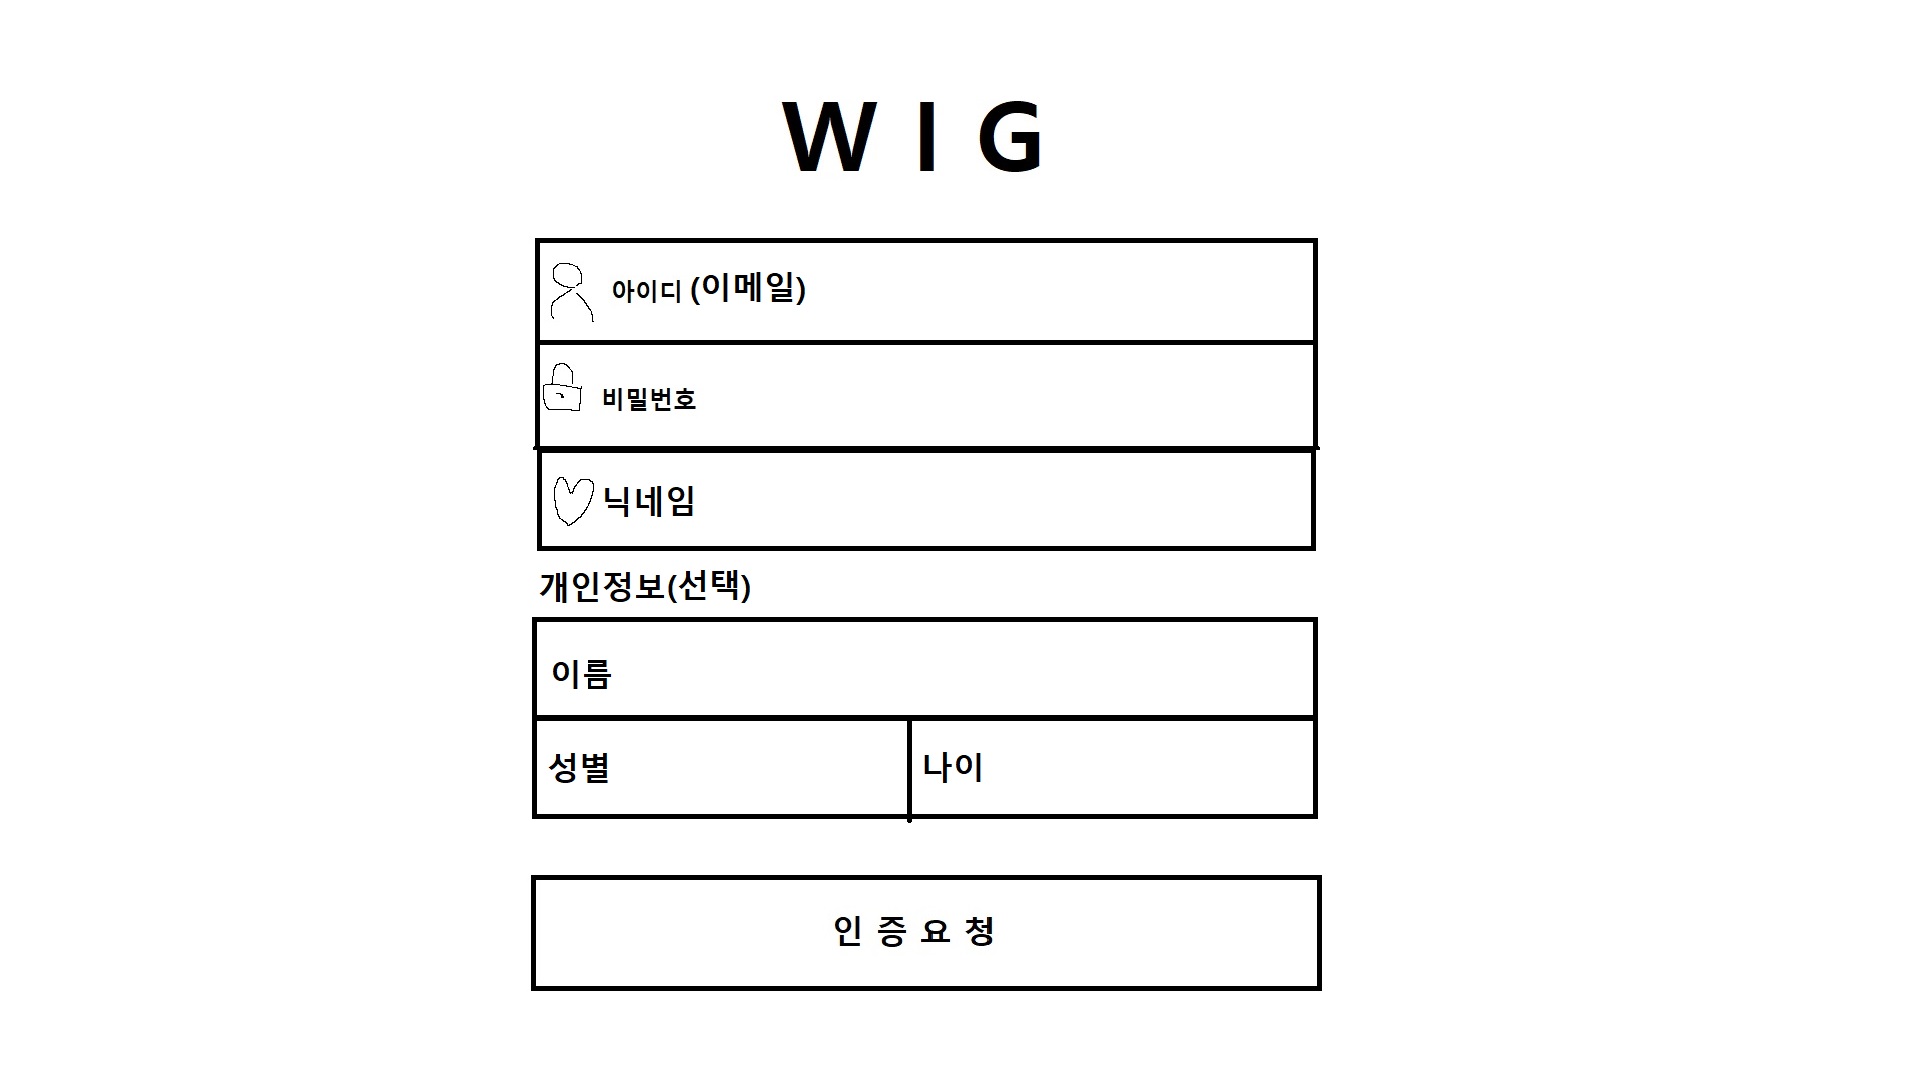 W I G
아이디 (이메일)
비밀번호
닉네임
개인정보(선택)
이름
성별 나이
인 증 요 청